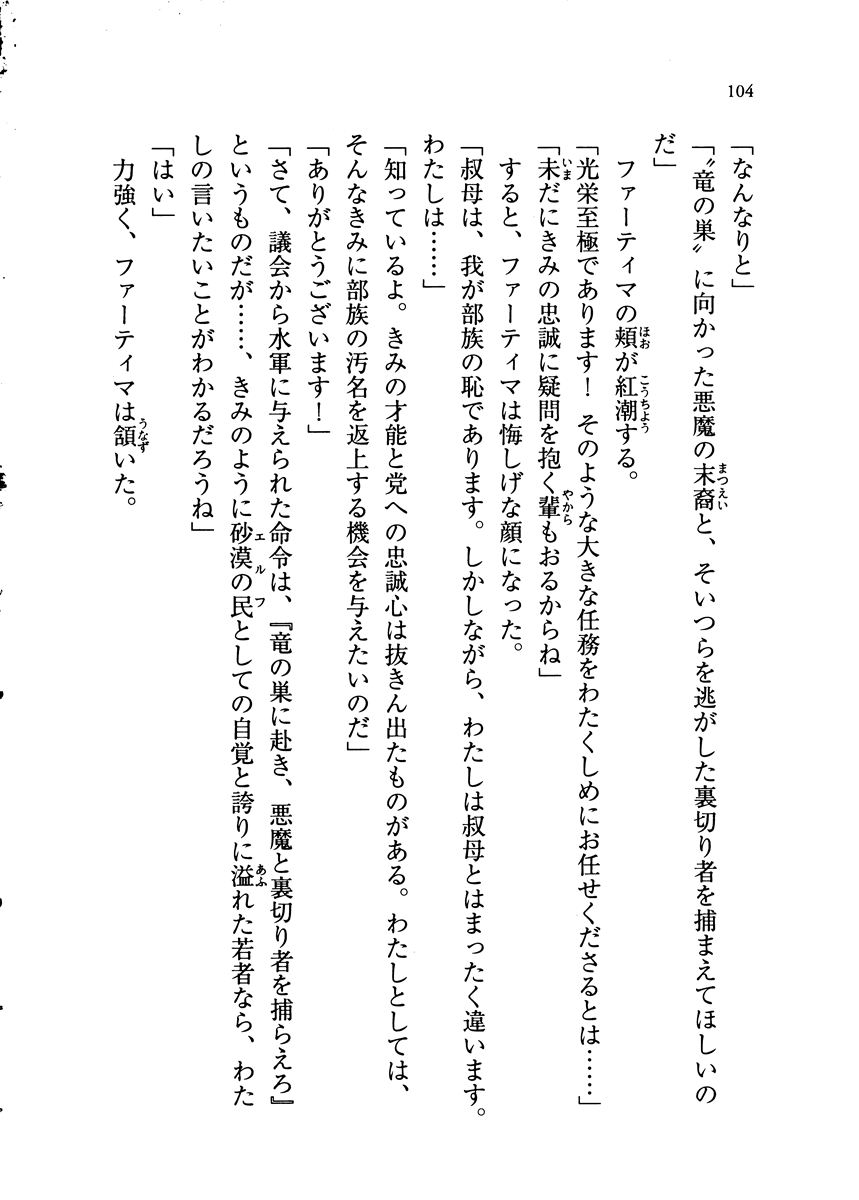 104
「なんなりと」
「〝竜の巣〟に向かった悪魔の末裔と、そいつらを逃がした裏切り者を捕まえてほしいの
だ」
ファーティマの頬が紅潮する。
「光栄至極であります! そのような大きな任務をわたくしめにお任せくださるとは……」
「未だにきみの忠誠に疑問を抱く輩もおるからね」
すると、ファーティマは悔しげな顔になった。
「叔母は、我が部族の恥であります。しかしながら、わたしは叔母とはまったく違います。
わたしは……」
「知っているよ。きみの才能と党への忠誠心は抜きん出たものがある。わたしとしては、
そんなきみに部族の汚名を返上する機会を与えたいのだ」
「ありがとうございます!」
「さて、議会から水軍に与えられた命令は、『竜の巣に赴き、悪魔と裏切り者を捕らえろ』
というものだが……、きみのように砂漠の民としての自覚と誇りに溢れた若者なら、わた
しの言いたいことがわかるだろうね」
「はい」
力強く、ファーティマは頷いた。